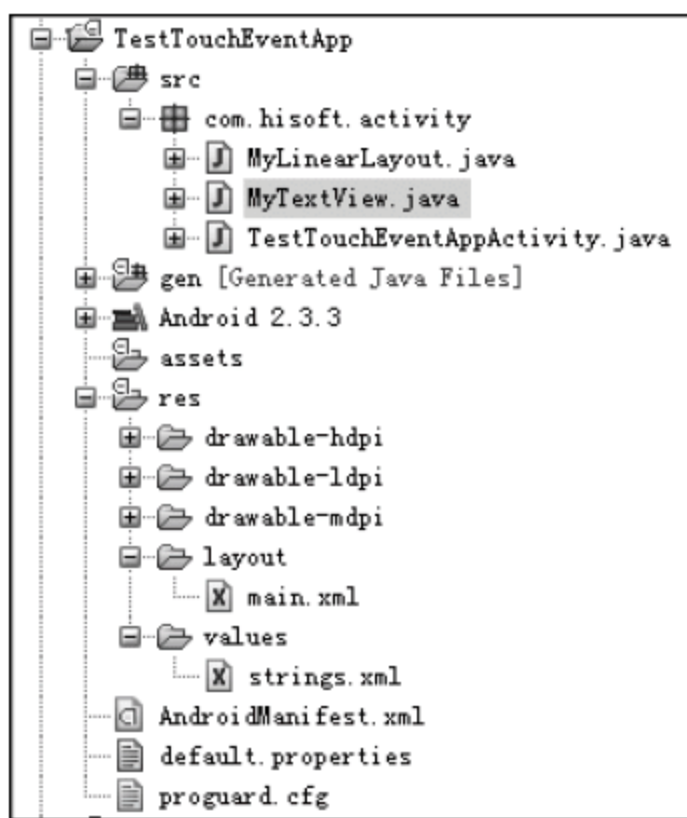 TestTouchEventApp
src
com.hisoft.activity
MyLinearLayout.java
MyTextView.java
TestTouchEventAppActivity.java
gen [Generated Java Files]
Android 2.3.3
assets
res
drawable-hdpi
drawable-ldpi
drawable-mdpi
layout
main.xml
values
strings.xml
AndroidManifest.xml
default.properties
proguard.cfg